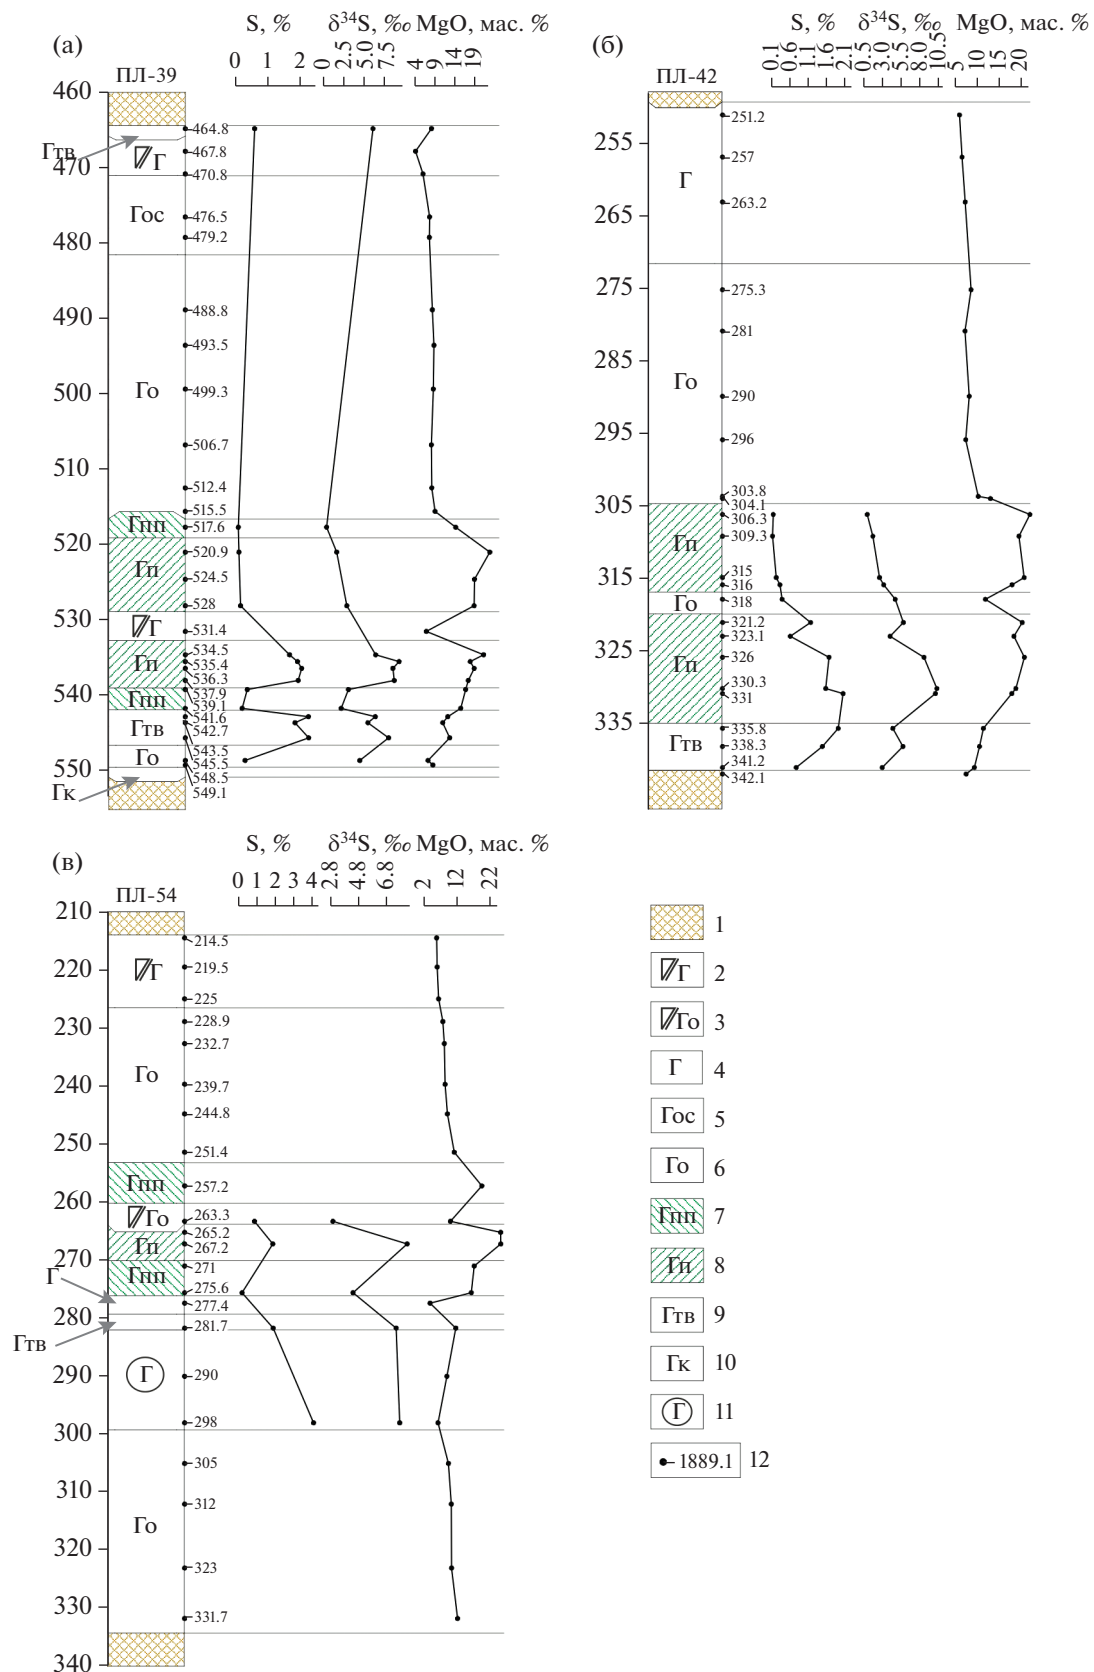 (а)
S, %
δ³⁴S, ‰
MgO, мас. %
ПЛ-39
0 1 2
0 2.5 5.0 7.5
4 9 14 19
460
470
480
490
500
510
520
530
540
550
Гтв
Г
Гос
Го
Гпп
Гп
Г
Гп
Гпп
Гтв
Го
Гк
464.8
467.8
470.8
476.5
479.2
488.8
493.5
499.3
506.7
512.4
515.5
517.6
520.9
524.5
528
531.4
534.5
535.4
536.3
537.9
539.1
541.6
542.7
543.5
545.5
548.5
549.1
(б)
S, %
δ³⁴S, ‰
MgO, мас. %
ПЛ-42
0.1 0.6 1.1 1.6 2.1
0.5 3.0 5.5 8.0 10.5
5 10 15 20
255
265
275
285
295
305
315
325
335
Г
Го
Гп
Го
Гп
Гтв
251.2
257
263.2
275.3
281
290
296
303.8
304.1
306.3
309.3
315
316
318
321.2
323.1
326
330.3
331
335.8
338.3
341.2
342.1
(в)
S, %
δ³⁴S, ‰
MgO, мас. %
ПЛ-54
0 1 2 3 4
2.8 4.8 6.8
2 12 22
210
220
230
240
250
260
270
280
290
300
310
320
330
340
Г
Го
Гпп
Го
Гп
Гпп
Г
Гтв
Г
Го
214.5
219.5
225
228.9
232.7
239.7
244.8
251.4
257.2
263.3
265.2
267.2
271
275.6
277.4
281.7
290
298
305
312
323
331.7
1
Г 2
Го 3
Г 4
Гос 5
Го 6
Гпп 7
Гп 8
Гтв 9
Гк 10
Г 11
1889.1 12